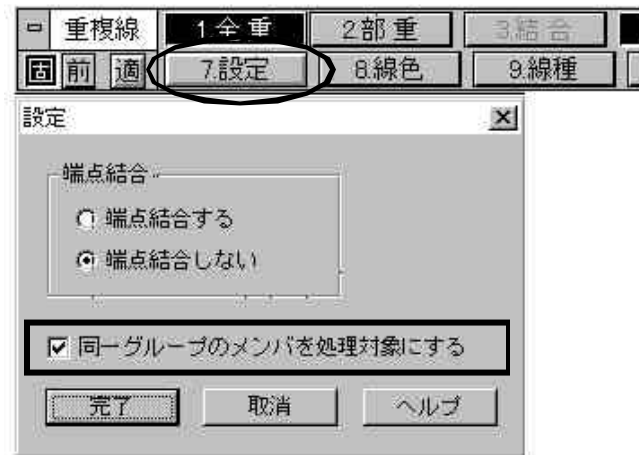 重複線 1.全重 2.部重 3.結合
固 前 適 7.設定 8.線色 9.線種
設定
端点結合
端点結合する
端点結合しない
同一グループのメンバを処理対象にする
完了 取消 ヘルプ